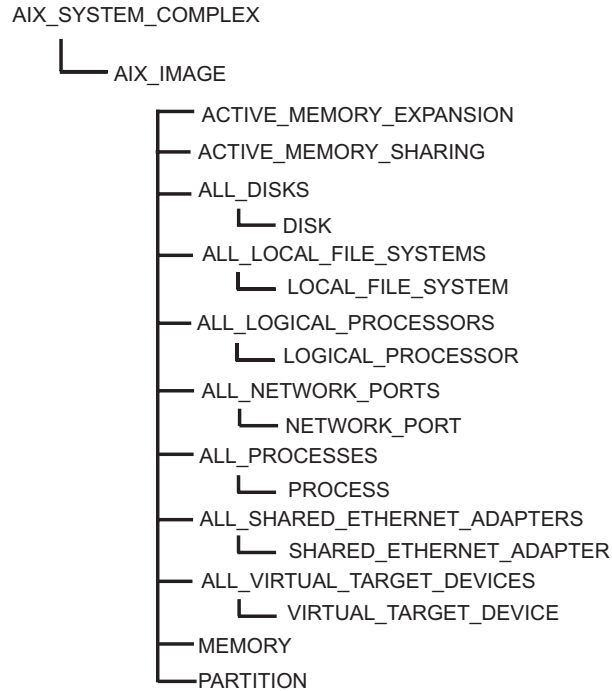 AIX_SYSTEM_COMPLEX
AIX_IMAGE
ACTIVE_MEMORY_EXPANSION
ACTIVE_MEMORY_SHARING
ALL_DISKS
DISK
ALL_LOCAL_FILE_SYSTEMS
LOCAL_FILE_SYSTEM
ALL_LOGICAL_PROCESSORS
LOGICAL_PROCESSOR
ALL_NETWORK_PORTS
NETWORK_PORT
ALL_PROCESSES
PROCESS
ALL_SHARED_ETHERNET_ADAPTERS
SHARED_ETHERNET_ADAPTER
ALL_VIRTUAL_TARGET_DEVICES
VIRTUAL_TARGET_DEVICE
MEMORY
PARTITION